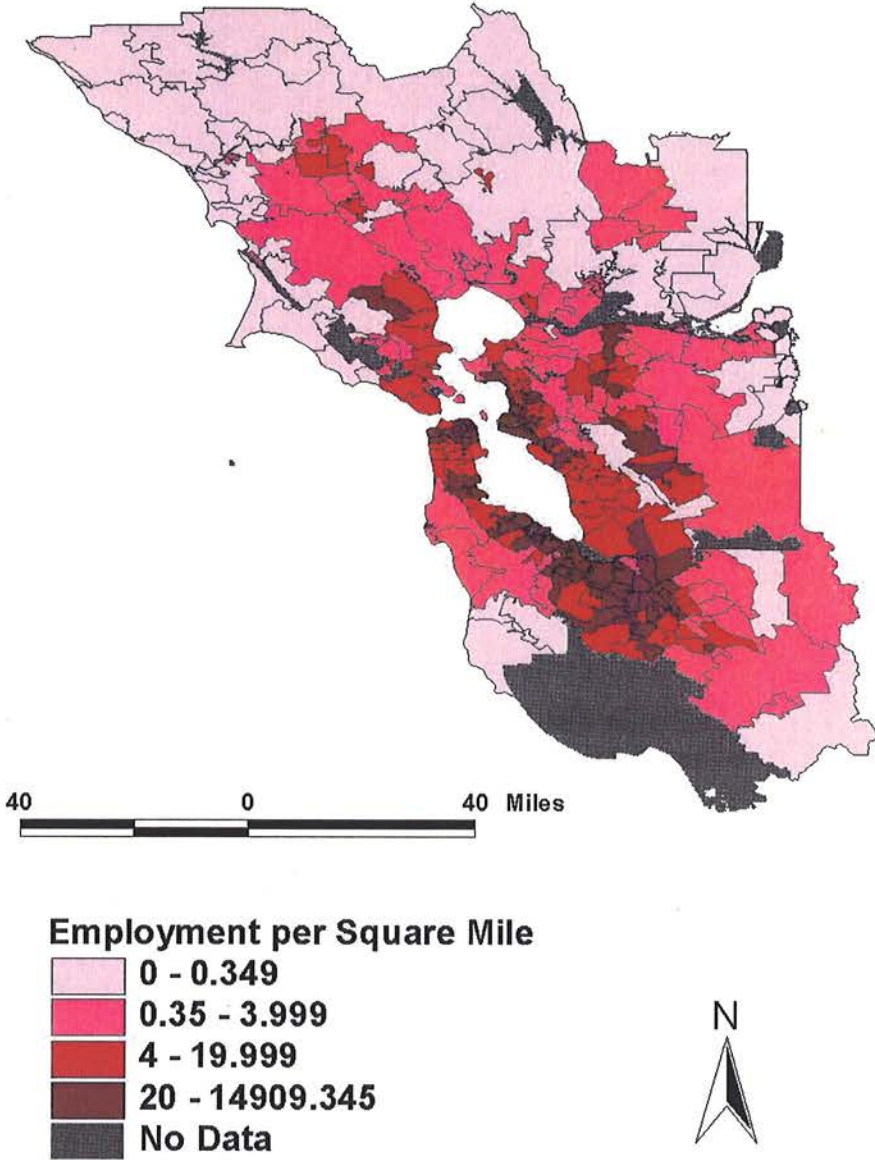 40 0 40 Miles
Employment per Square Mile
0 - 0.349
0.35 - 3.999
4 - 19.999
20 - 14909.345
No Data
N